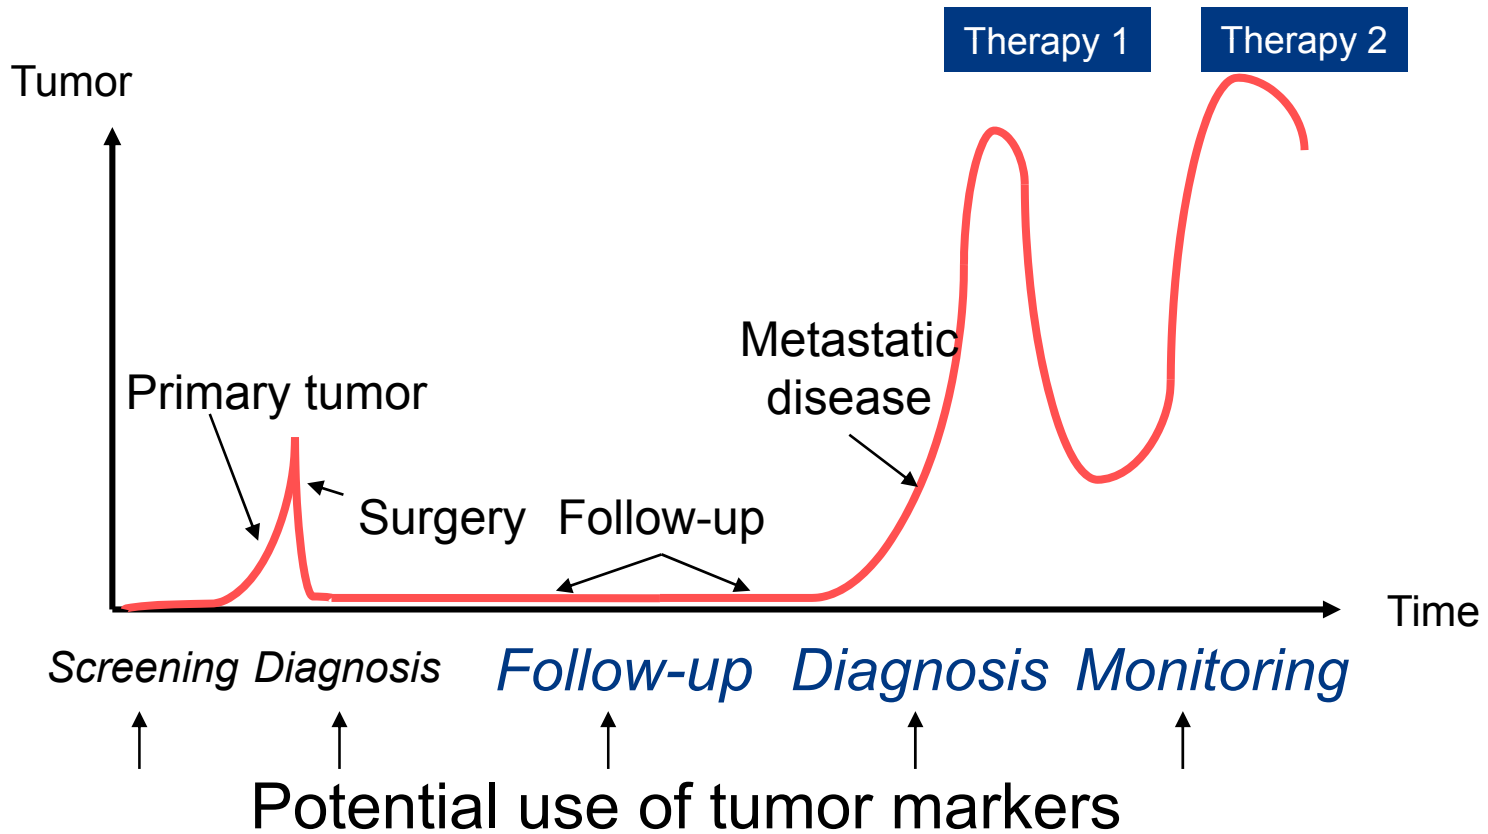 Therapy 1
Therapy 2
Tumor
Metastatic
disease
Primary tumor
Surgery
Follow-up
Time
Screening
Diagnosis
Follow-up
Diagnosis
Monitoring
Potential use of tumor markers